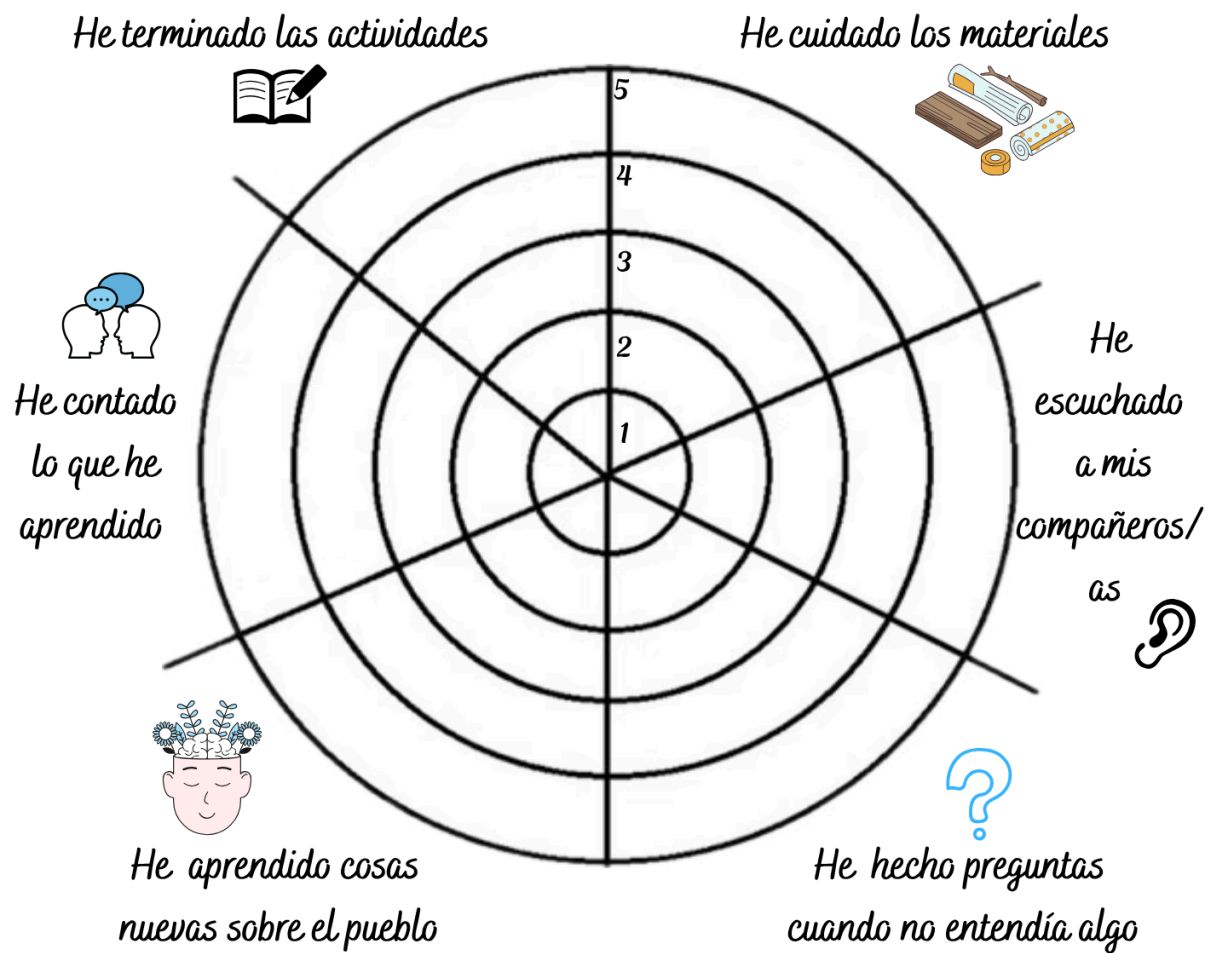 He terminado las actividades
He cuidado los materiales
5
4
3
2
1
He contado
lo que he
aprendido
He
escuchado
a mis
compañeros/
as
He aprendido cosas
nuevas sobre el pueblo
He hecho preguntas
cuando no entendía algo